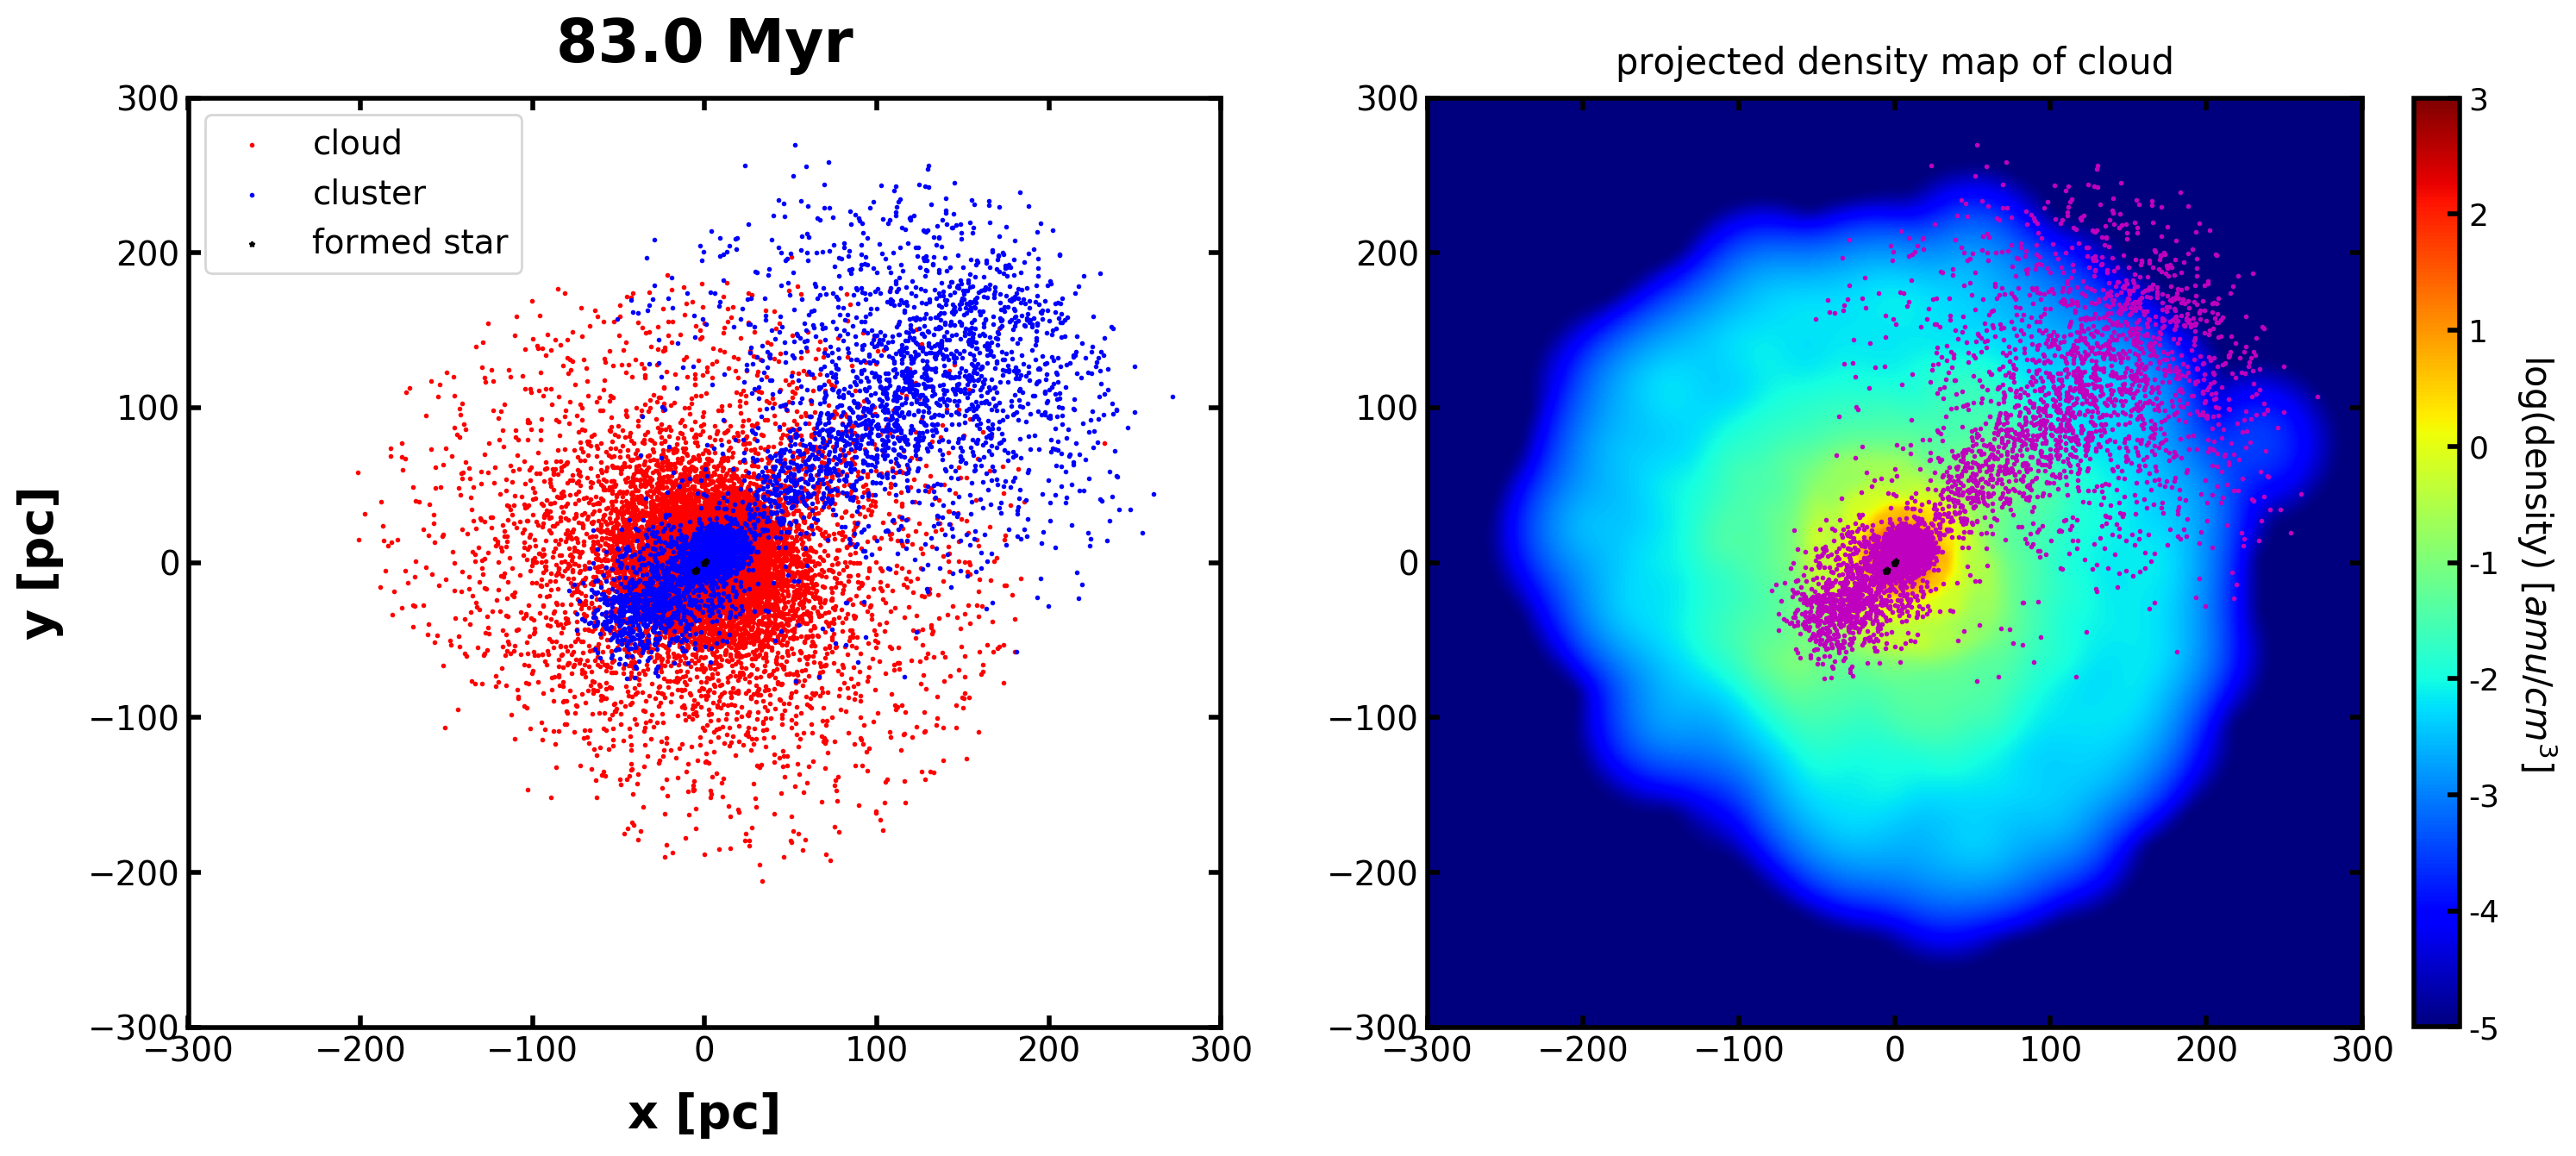 83.0 Myr
projected density map of cloud
cloud
cluster
formed star
300
200
100
0
−100
−200
−300
y [pc]
−300 −200 −100 0 100 200 300
x [pc]
300
200
100
0
−100
−200
−300
−300 −200 −100 0 100 200 300
3
2
1
0
-1
-2
-3
-4
-5
log(density) [amu/cm³]